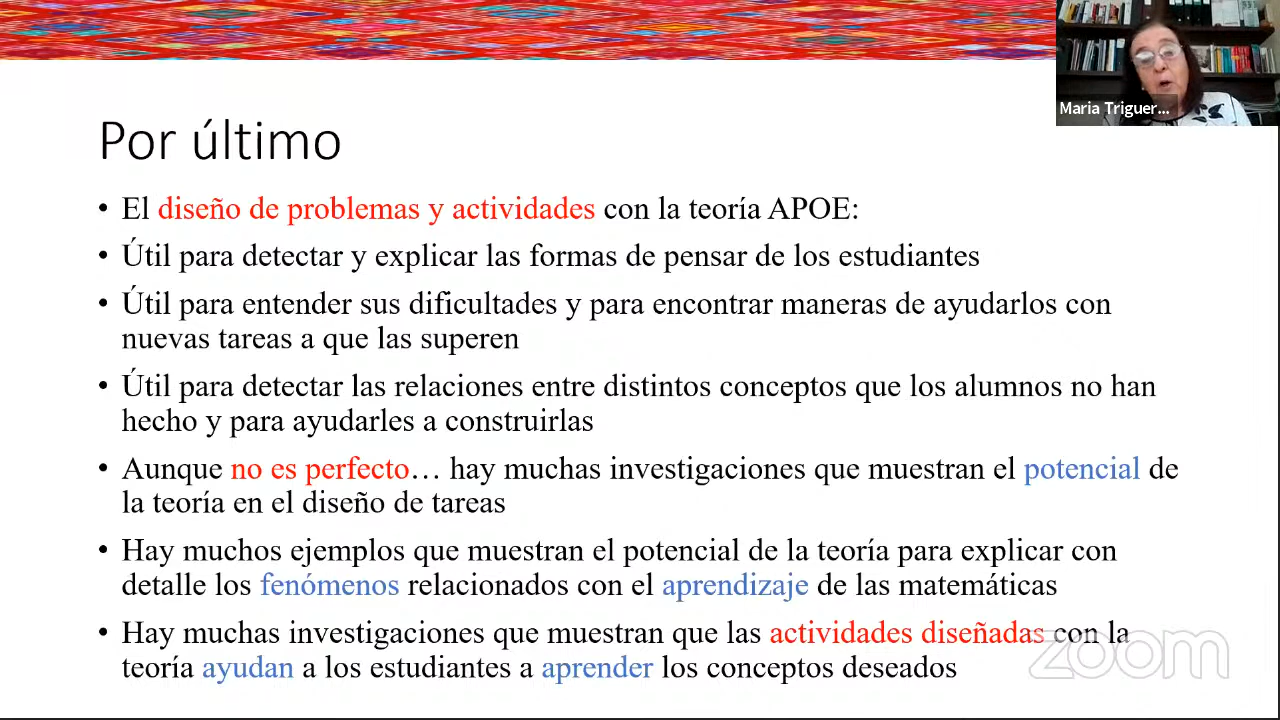 Maria Triguer...
Por último
• El diseño de problemas y actividades con la teoría APOE:
• Útil para detectar y explicar las formas de pensar de los estudiantes
• Útil para entender sus dificultades y para encontrar maneras de ayudarlos con
nuevas tareas a que las superen
• Útil para detectar las relaciones entre distintos conceptos que los alumnos no han
hecho y para ayudarles a construirlas
• Aunque no es perfecto… hay muchas investigaciones que muestran el potencial de
la teoría en el diseño de tareas
• Hay muchos ejemplos que muestran el potencial de la teoría para explicar con
detalle los fenómenos relacionados con el aprendizaje de las matemáticas
• Hay muchas investigaciones que muestran que las actividades diseñadas con la
teoría ayudan a los estudiantes a aprender los conceptos deseados
zoom